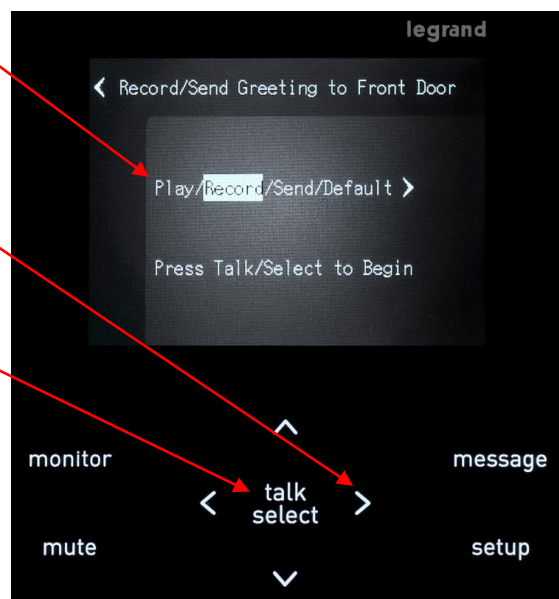 legrand
< Record/Send Greeting to Front Door
Play/Record/Send/Default >
Press Talk/Select to Begin
monitor
message
talk
select
mute
setup